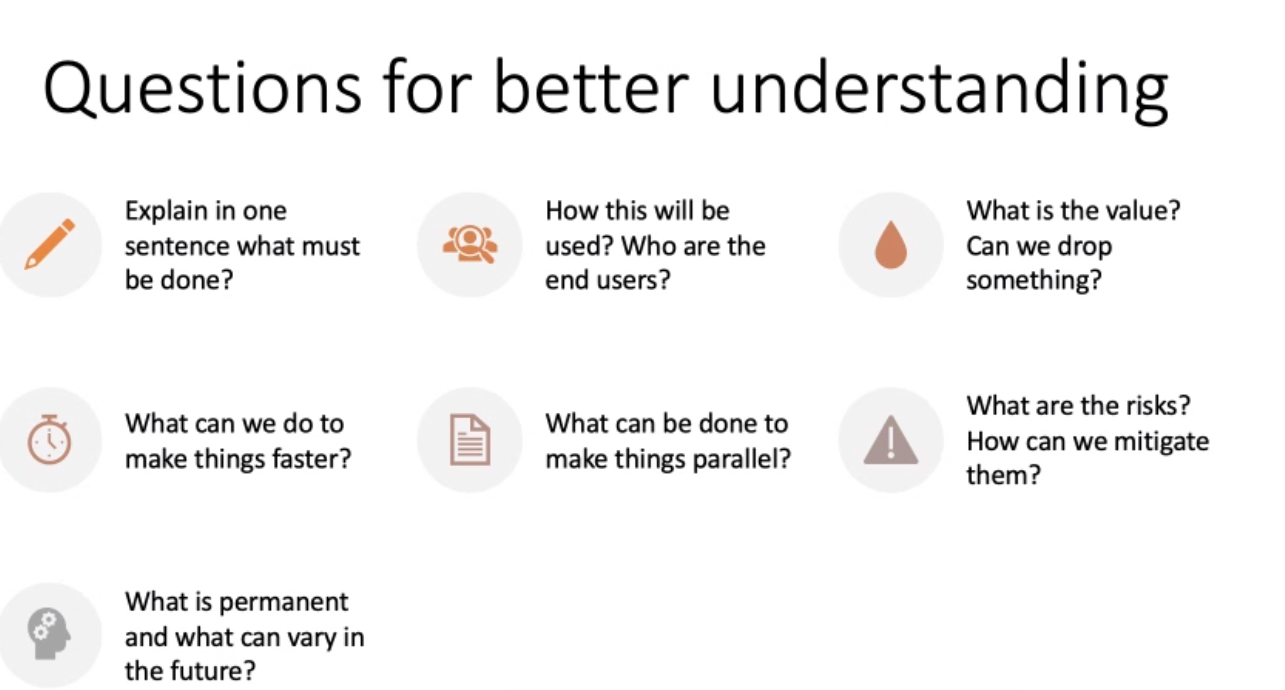 Questions for better understanding
Explain in one
sentence what must
be done?
How this will be
used? Who are the
end users?
What is the value?
Can we drop
something?
What can we do to
make things faster?
What can be done to
make things parallel?
What are the risks?
How can we mitigate
them?
What is permanent
and what can vary in
the future?